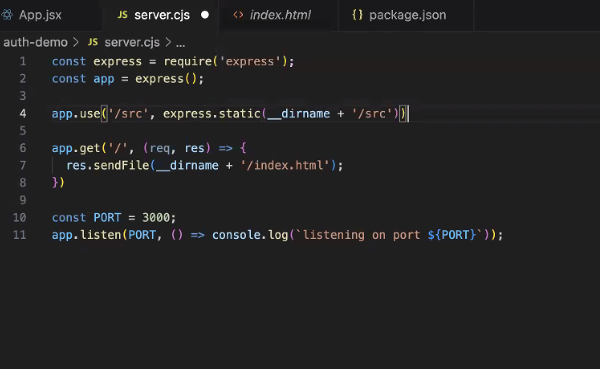 App.jsx JS server.cjs index.html {} package.json
auth-demo > JS server.cjs > ...
1 const express = require('express');
2 const app = express();
3
4 app.use('/src', express.static(__dirname + '/src'))
5
6 app.get('/', (req, res) => {
7 res.sendFile(__dirname + '/index.html');
8 })
9
10 const PORT = 3000;
11 app.listen(PORT, () => console.log(`listening on port ${PORT}`));